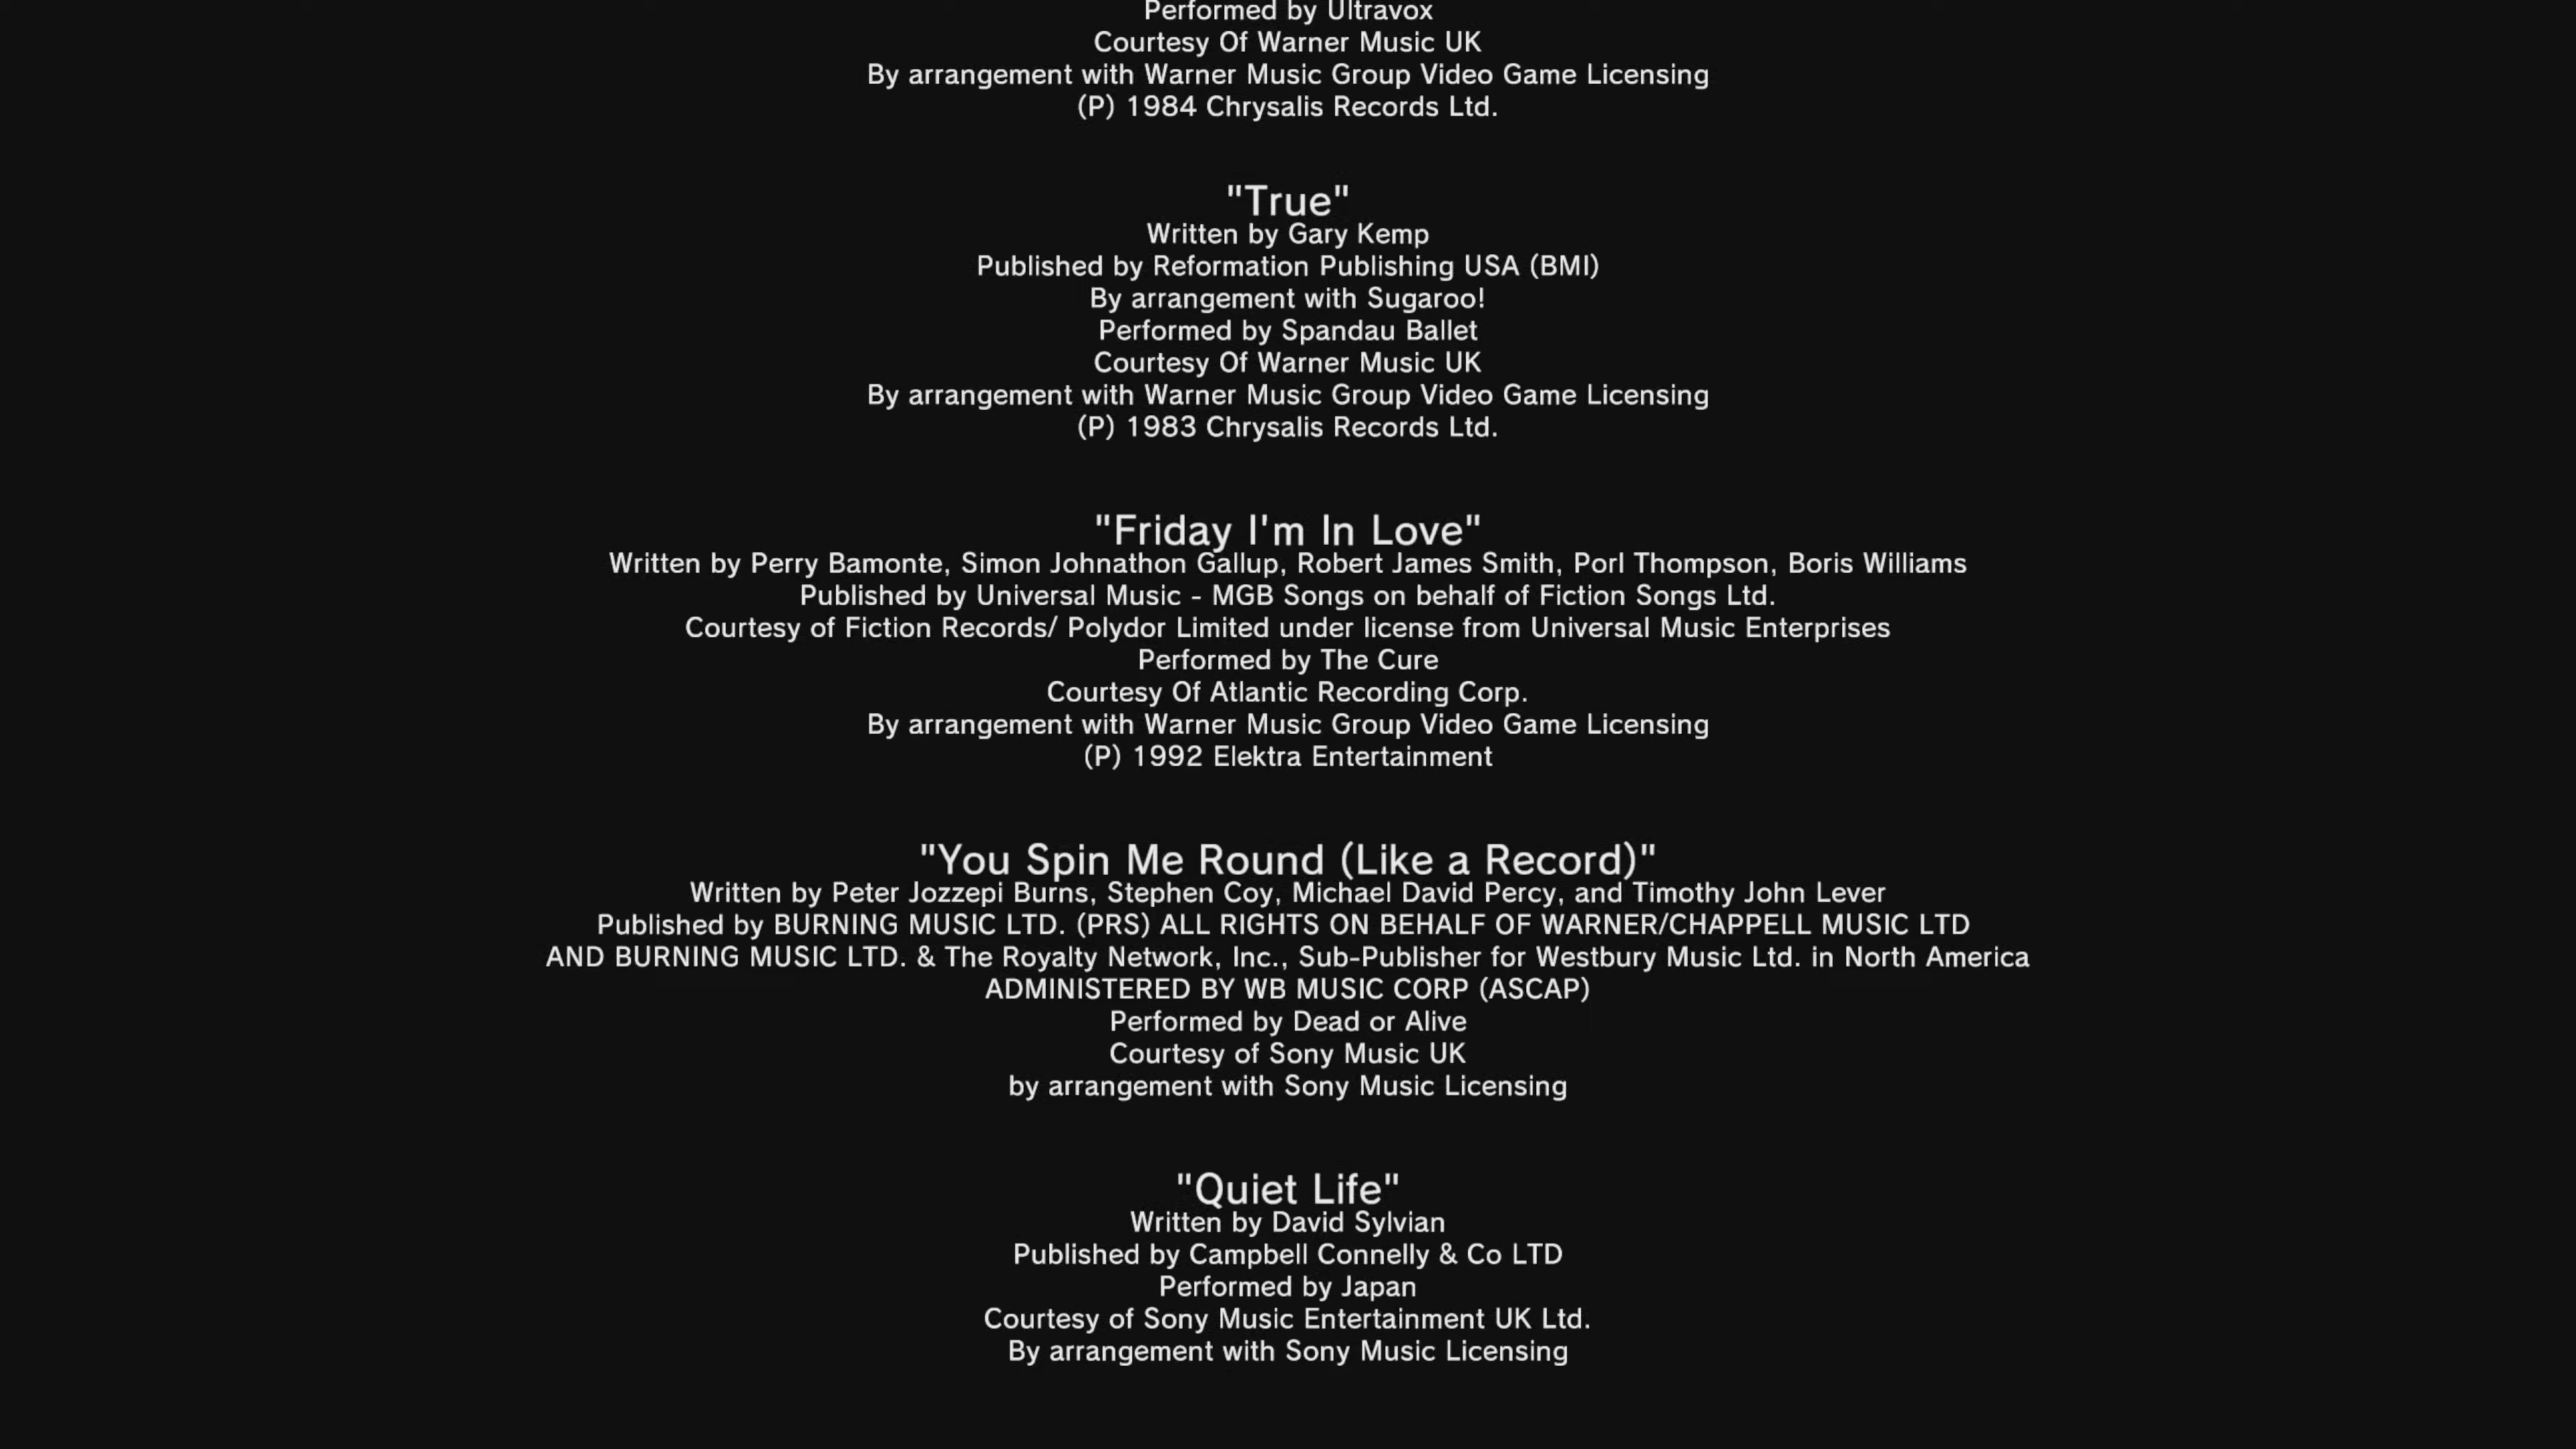 Performed by Ultravox
Courtesy Of Warner Music UK
By arrangement with Warner Music Group Video Game Licensing
(P) 1984 Chrysalis Records Ltd.
"True"
Written by Gary Kemp
Published by Reformation Publishing USA (BMI)
By arrangement with Sugaroo!
Performed by Spandau Ballet
Courtesy Of Warner Music UK
By arrangement with Warner Music Group Video Game Licensing
(P) 1983 Chrysalis Records Ltd.
"Friday I'm In Love"
Written by Perry Bamonte, Simon Johnathon Gallup, Robert James Smith, Porl Thompson, Boris Williams
Published by Universal Music - MGB Songs on behalf of Fiction Songs Ltd.
Courtesy of Fiction Records/ Polydor Limited under license from Universal Music Enterprises
Performed by The Cure
Courtesy Of Atlantic Recording Corp.
By arrangement with Warner Music Group Video Game Licensing
(P) 1992 Elektra Entertainment
"You Spin Me Round (Like a Record)"
Written by Peter Jozzepi Burns, Stephen Coy, Michael David Percy, and Timothy John Lever
Published by BURNING MUSIC LTD. (PRS) ALL RIGHTS ON BEHALF OF WARNER/CHAPPELL MUSIC LTD
AND BURNING MUSIC LTD. & The Royalty Network, Inc., Sub-Publisher for Westbury Music Ltd. in North America
ADMINISTERED BY WB MUSIC CORP (ASCAP)
Performed by Dead or Alive
Courtesy of Sony Music UK
by arrangement with Sony Music Licensing
"Quiet Life"
Written by David Sylvian
Published by Campbell Connelly & Co LTD
Performed by Japan
Courtesy of Sony Music Entertainment UK Ltd.
By arrangement with Sony Music Licensing